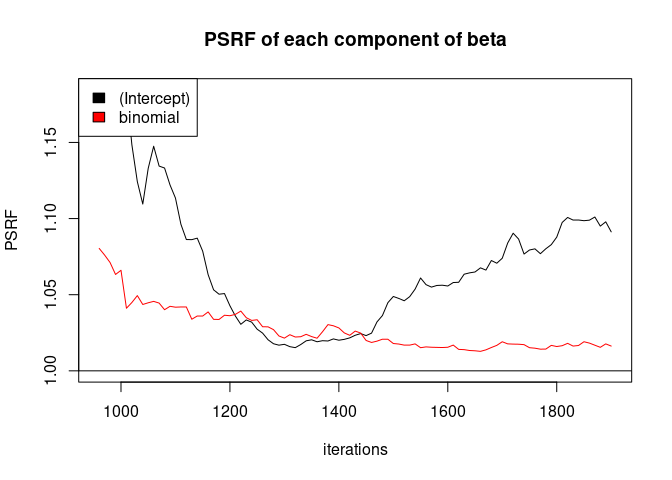 PSRF of each component of beta
(Intercept)
binomial
PSRF
1.15
1.10
1.05
1.00
1000 1200 1400 1600 1800
iterations